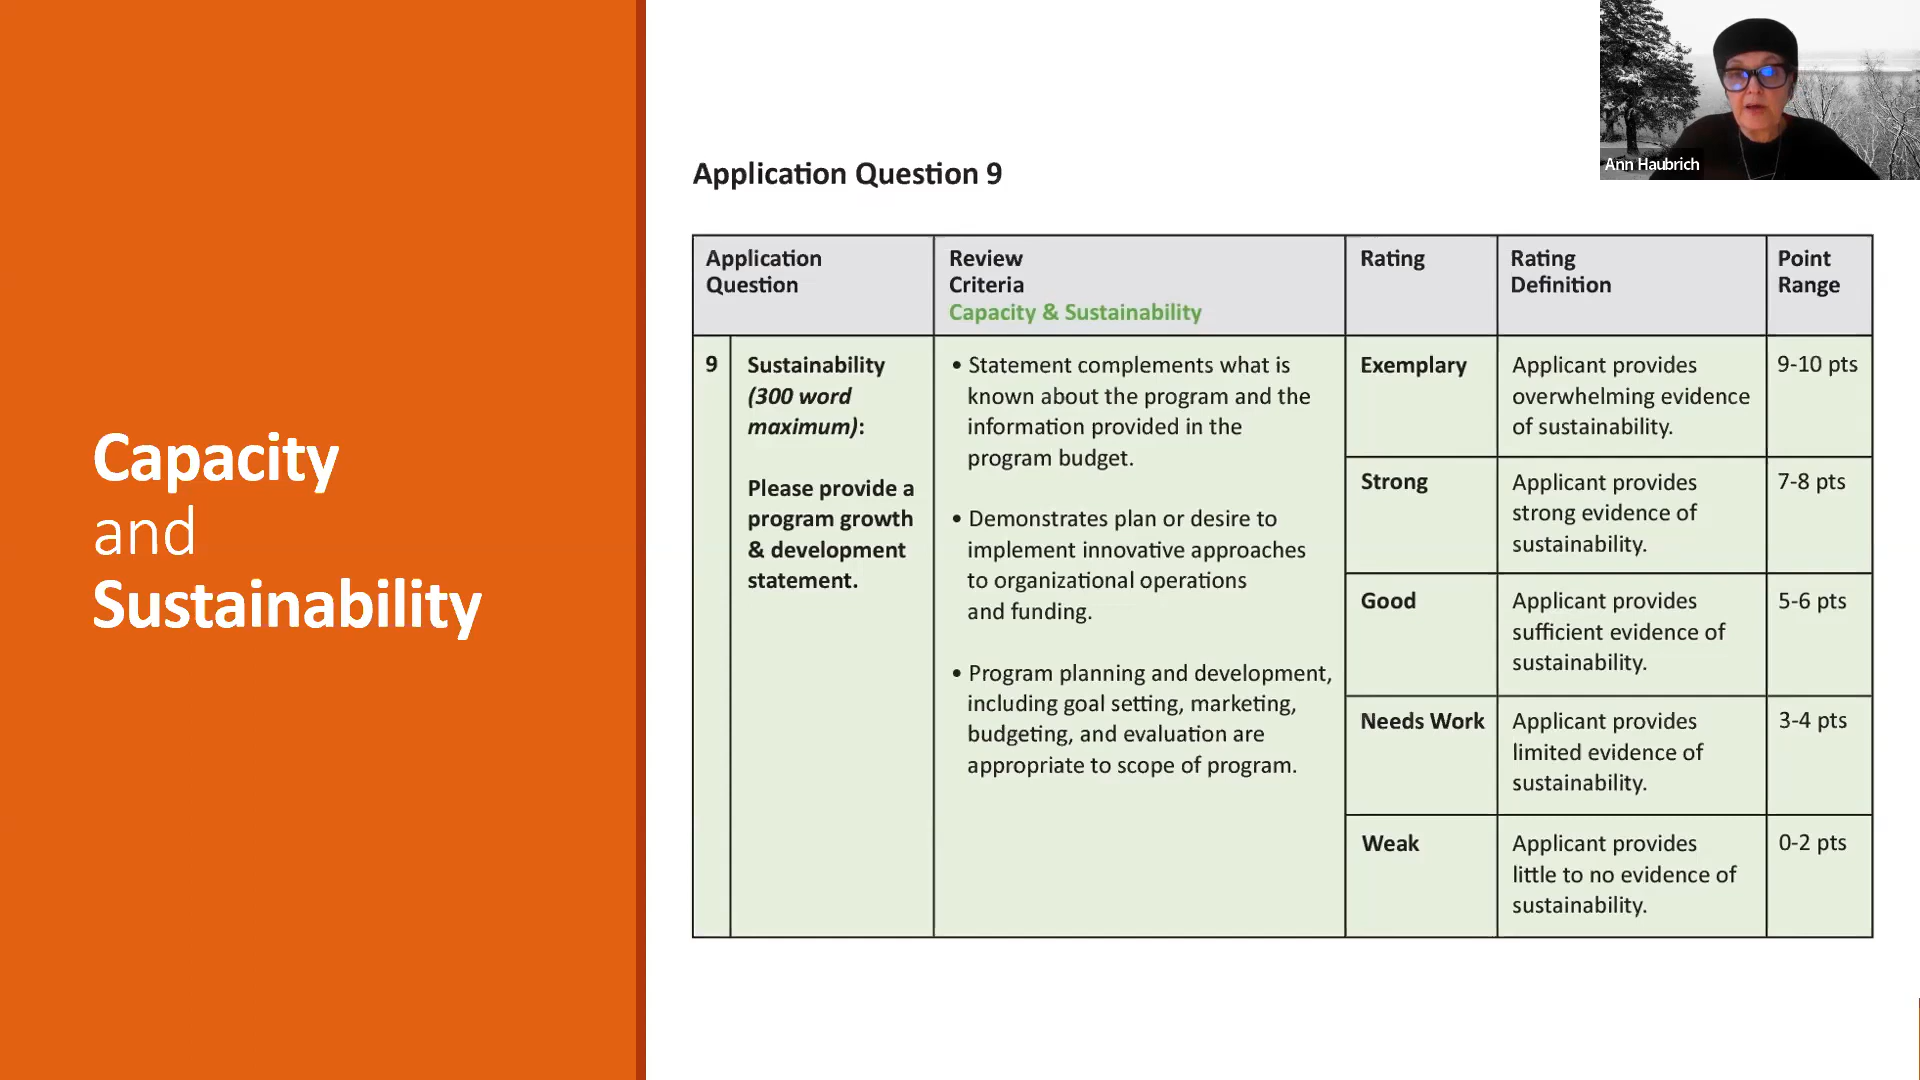 Capacity
and
Sustainability
Ann Haubrich
Application Question 9
Application
Question
Review
Criteria
Capacity & Sustainability
Rating
Rating
Definition
Point
Range
9
Sustainability
(300 word
maximum):
Please provide a
program growth
& development
statement.
• Statement complements what is
known about the program and the
information provided in the
program budget.
• Demonstrates plan or desire to
implement innovative approaches
to organizational operations
and funding.
• Program planning and development,
including goal setting, marketing,
budgeting, and evaluation are
appropriate to scope of program.
Exemplary
Applicant provides
overwhelming evidence
of sustainability.
9-10 pts
Strong
Applicant provides
strong evidence of
sustainability.
7-8 pts
Good
Applicant provides
sufficient evidence of
sustainability.
5-6 pts
Needs Work
Applicant provides
limited evidence of
sustainability.
3-4 pts
Weak
Applicant provides
little to no evidence of
sustainability.
0-2 pts